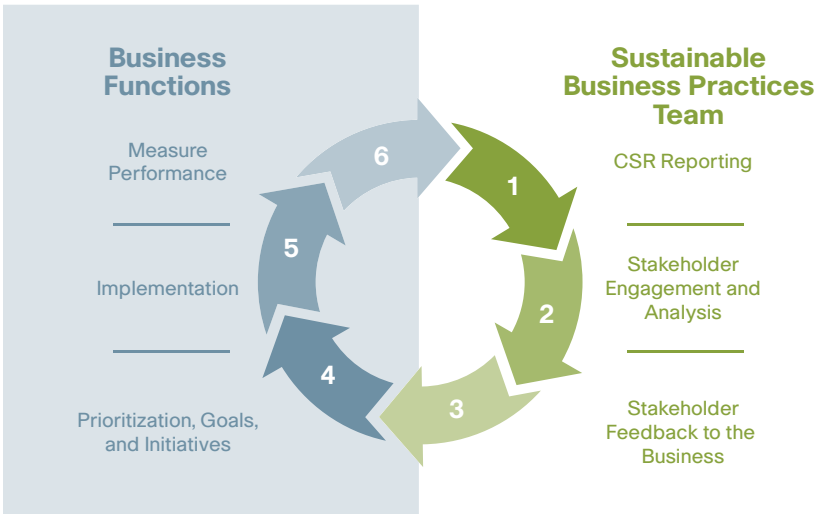 Business
Functions
Measure
Performance
Implementation
Prioritization, Goals,
and Initiatives
6
5
4
1
2
3
Sustainable
Business Practices
Team
CSR Reporting
Stakeholder
Engagement and
Analysis
Stakeholder
Feedback to the
Business